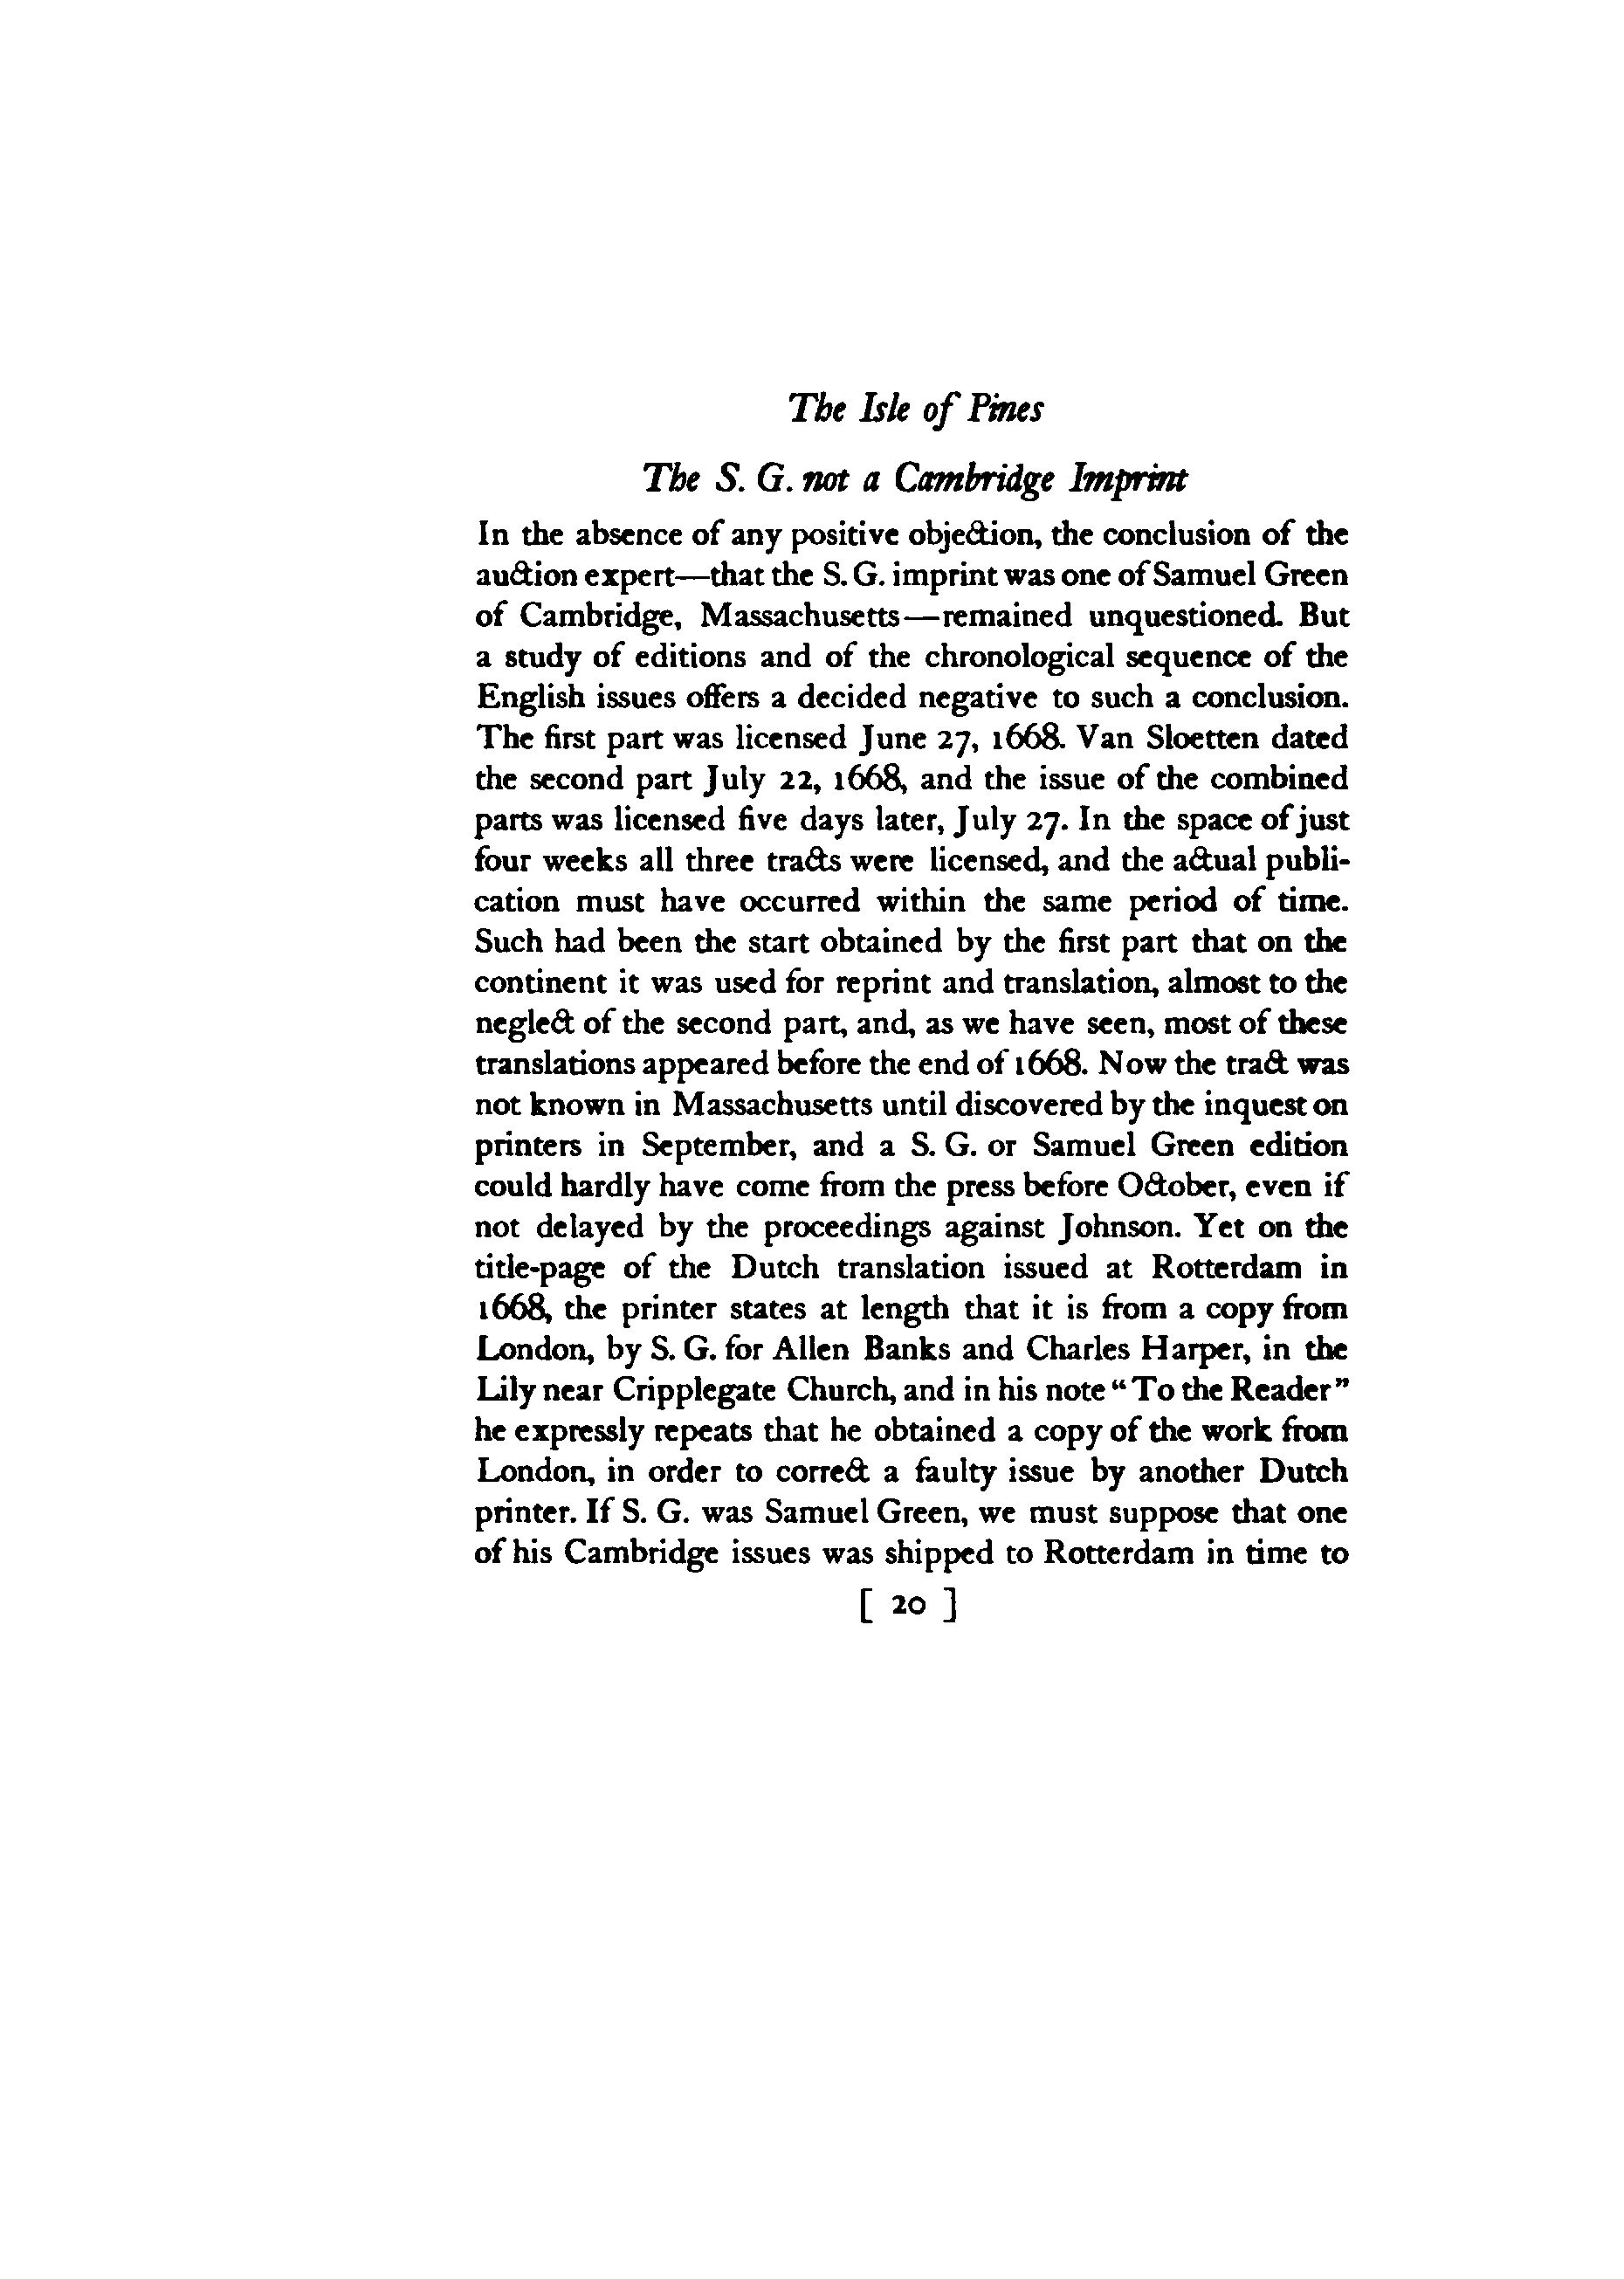 The Isle of Pines
The S. G. not a Cambridge Imprint
In the absence of any positive objection, the conclusion of the
auction expert—that the S. G. imprint was one of Samuel Green
of Cambridge, Massachusetts—remained unquestioned. But
a study of editions and of the chronological sequence of the
English issues offers a decided negative to such a conclusion.
The first part was licensed June 27, 1668. Van Sloetten dated
the second part July 22, 1668, and the issue of the combined
parts was licensed five days later, July 27. In the space of just
four weeks all three tracts were licensed, and the actual publi-
cation must have occurred within the same period of time.
Such had been the start obtained by the first part that on the
continent it was used for reprint and translation, almost to the
neglect of the second part, and, as we have seen, most of these
translations appeared before the end of 1668. Now the tract was
not known in Massachusetts until discovered by the inquest on
printers in September, and a S. G. or Samuel Green edition
could hardly have come from the press before October, even if
not delayed by the proceedings against Johnson. Yet on the
title-page of the Dutch translation issued at Rotterdam in
1668, the printer states at length that it is from a copy from
London, by S. G. for Allen Banks and Charles Harper, in the
Lily near Cripplegate Church, and in his note “To the Reader”
he expressly repeats that he obtained a copy of the work from
London, in order to correct a faulty issue by another Dutch
printer. If S. G. was Samuel Green, we must suppose that one
of his Cambridge issues was shipped to Rotterdam in time to
[ 20 ]